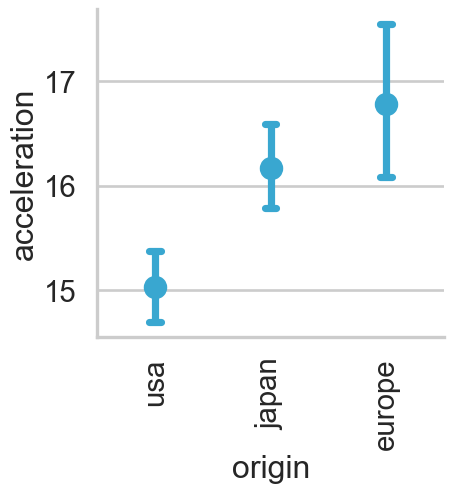 acceleration
17
16
15
usa
japan
europe
origin